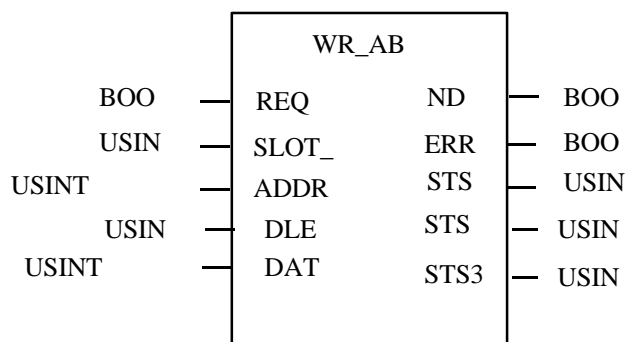 WR_AB
BOO REQ ND BOO
USIN SLOT_ ERR BOO
USINT ADDR STS USIN
USIN DLE STS USIN
USINT DAT STS3 USIN